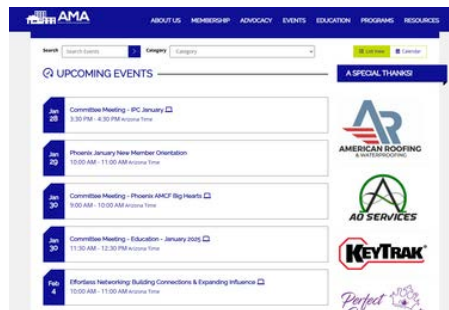 AMA
ABOUT US MEMBERSHIP ADVOCACY EVENTS EDUCATION PROGRAMS RESOURCES
Search Search Events > Category Category List View Calendar
UPCOMING EVENTS
A SPECIAL THANKS!
Jan 28
Committee Meeting - IPC January
3:30 PM - 4:30 PM Arizona Time
Jan 29
Phoenix January New Member Orientation
10:00 AM - 11:00 AM Arizona Time
Jan 30
Committee Meeting - Phoenix AMCF Big Hearts
9:00 AM - 10:00 AM Arizona Time
Jan 30
Committee Meeting - Education - January 2025
11:30 AM - 12:30 PM Arizona Time
Feb 4
Effortless Networking: Building Connections & Expanding Influence
10:00 AM - 11:00 AM Arizona Time
AR
AMERICAN ROOFING
& WATERPROOFING
AO SERVICES
KEYTRAK
Perfect